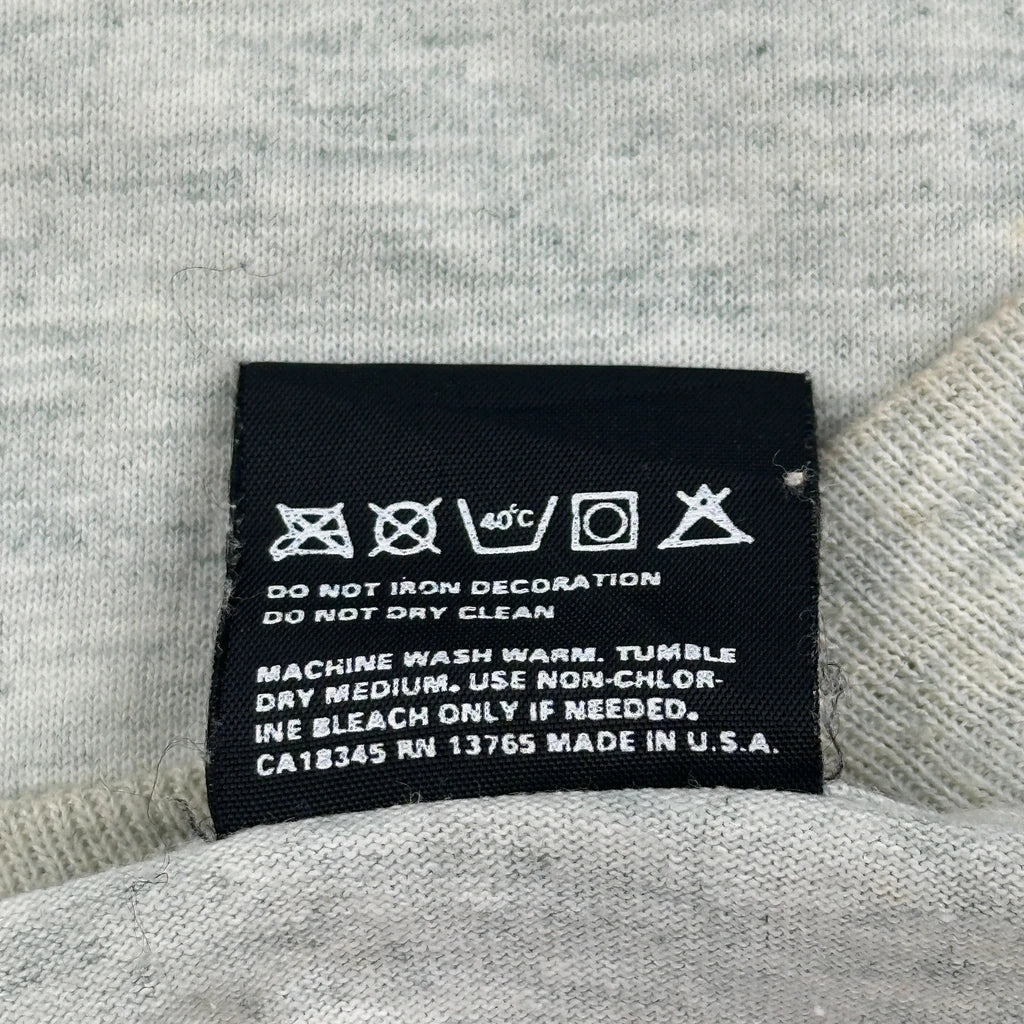 40°C
DO NOT IRON DECORATION
DO NOT DRY CLEAN
MACHINE WASH WARM. TUMBLE
DRY MEDIUM. USE NON-CHLOR-
INE BLEACH ONLY IF NEEDED.
CA18345 RN 13765 MADE IN U.S.A.